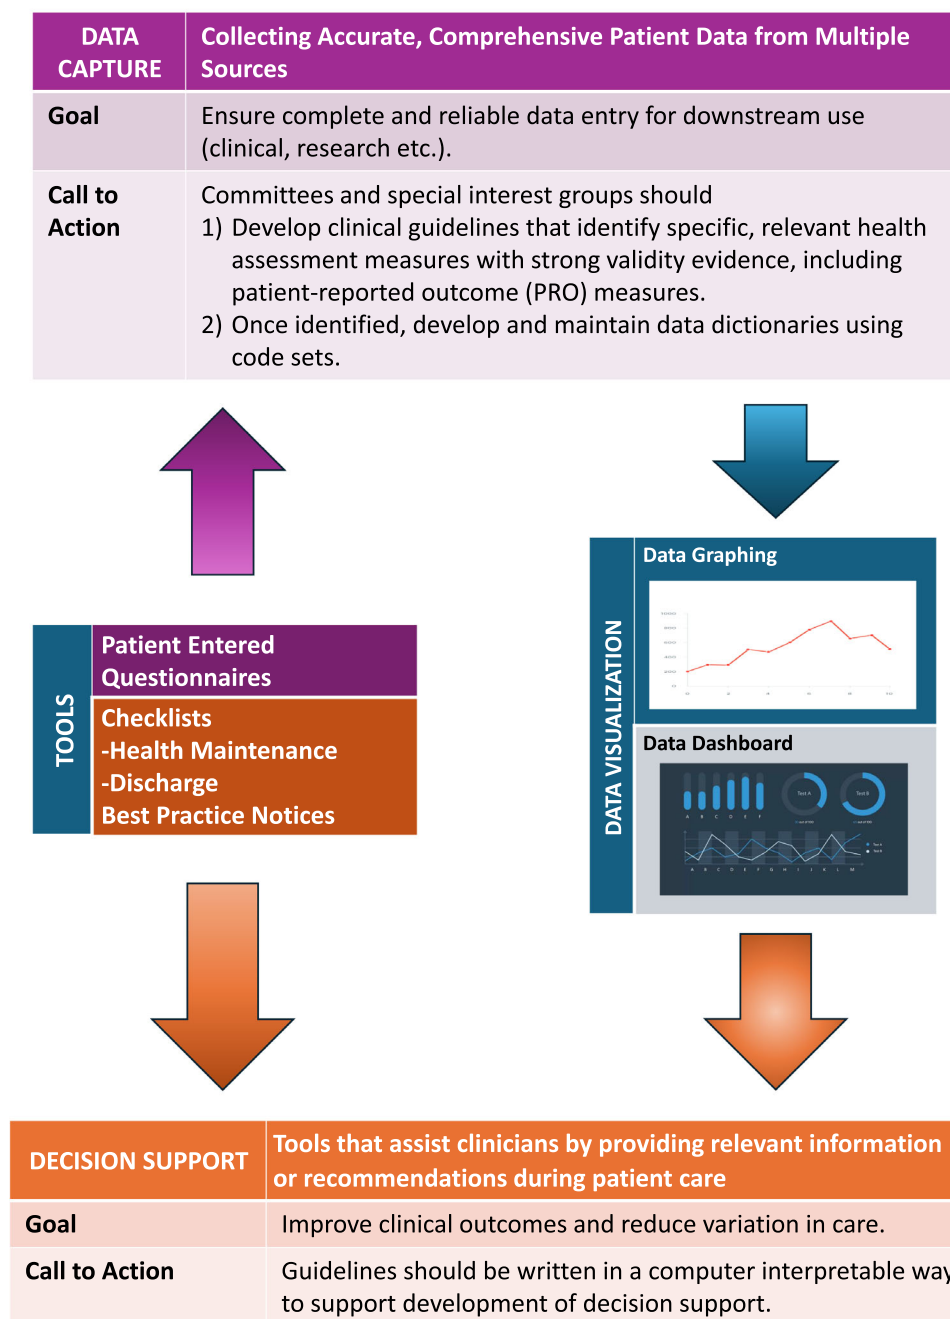 DATA
CAPTURE
Collecting Accurate, Comprehensive Patient Data from Multiple
Sources
Goal
Ensure complete and reliable data entry for downstream use
(clinical, research etc.).
Call to
Action
Committees and special interest groups should
1) Develop clinical guidelines that identify specific, relevant health
assessment measures with strong validity evidence, including
patient-reported outcome (PRO) measures.
2) Once identified, develop and maintain data dictionaries using
code sets.
TOOLS
Patient Entered
Questionnaires
Checklists
-Health Maintenance
-Discharge
Best Practice Notices
DATA VISUALIZATION
Data Graphing
Data Dashboard
A B C D E F
Text A
Text B
Text A
Text B
A B C D E F G H I J K L M
DECISION SUPPORT
Tools that assist clinicians by providing relevant information
or recommendations during patient care
Goal
Improve clinical outcomes and reduce variation in care.
Call to Action
Guidelines should be written in a computer interpretable way
to support development of decision support.